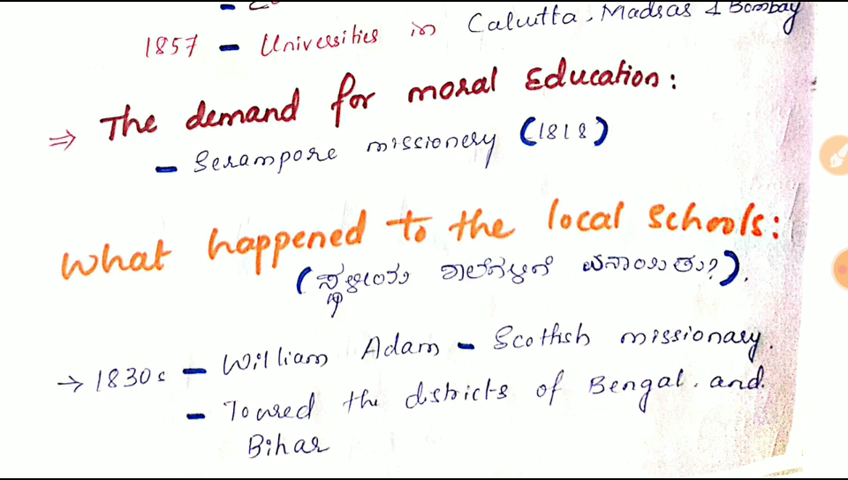 1857 - Universities in Calcutta, Madras & Bombay
⇒ The demand for moral Education:
- Serampore missionery (1818)
What happened to the local schools:
(ಸ್ಥಳೀಯ ಶಾಲೆಗಳಿಗೆ ಏನಾಯಿತು?).
→ 1830s - William Adam - Scottish missionary.
- Toured the districts of Bengal and
Bihar